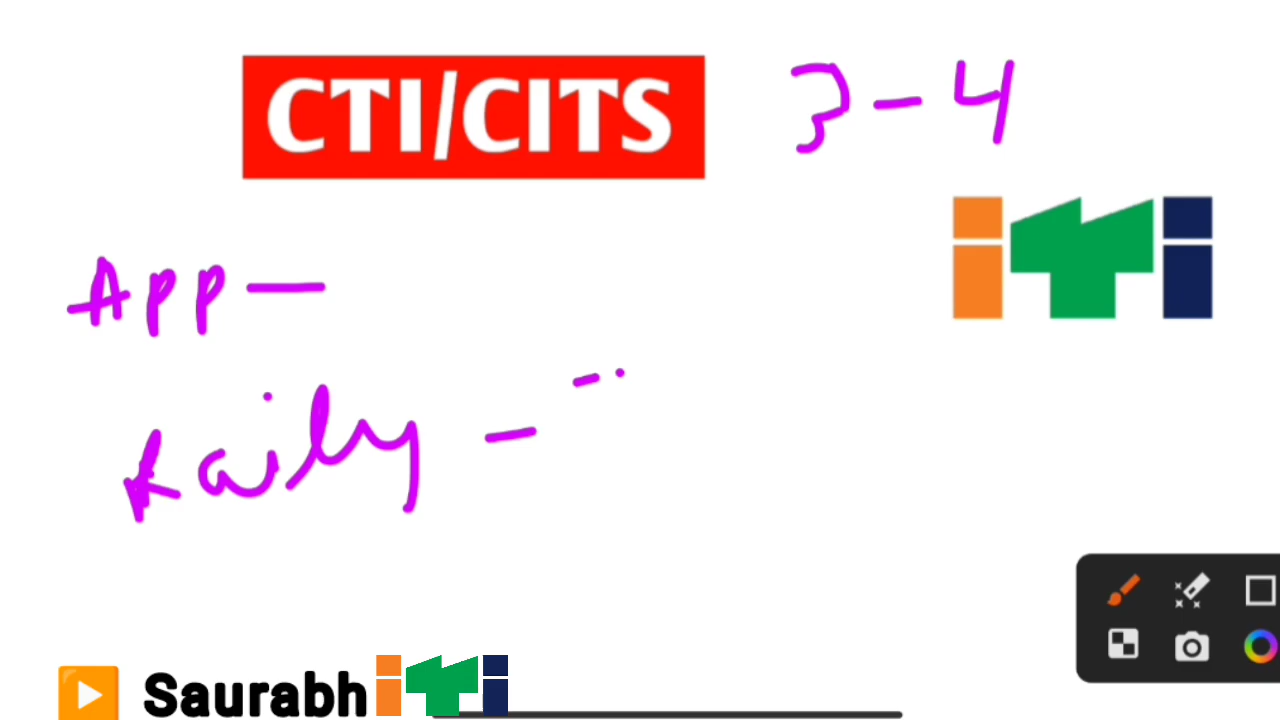 CTI/CITS 3-4
iTi
App -
Raily -
Saurabh iTi